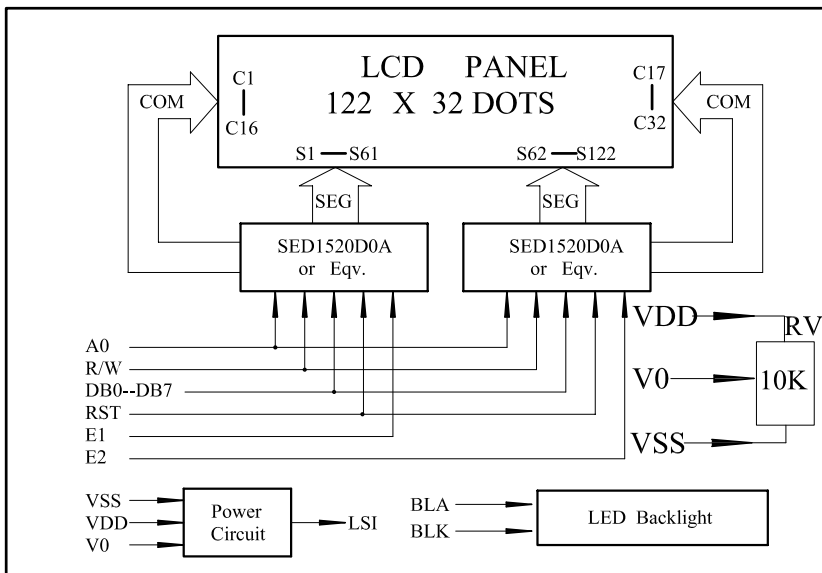 LCD PANEL
122 X 32 DOTS
C1
C16
C17
C32
COM
COM
S1 S61
S62 S122
SEG
SEG
SED1520D0A
or Eqv.
SED1520D0A
or Eqv.
A0
R/W
DB0--DB7
RST
E1
E2
VDD
RV
V0
10K
VSS
VSS
VDD
V0
Power
Circuit
LSI
BLA
BLK
LED Backlight